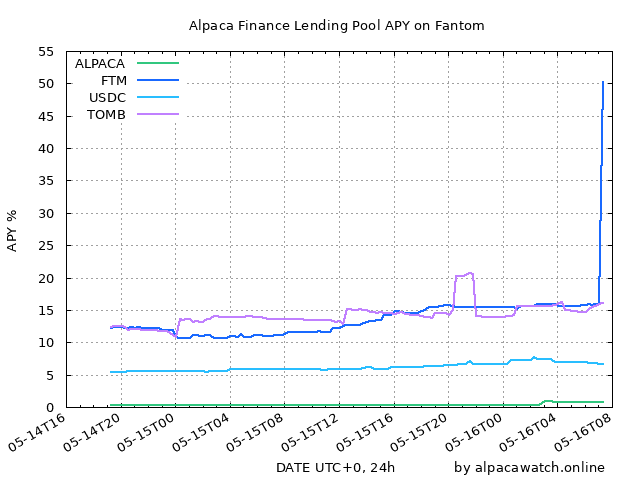 Alpaca Finance Lending Pool APY on Fantom
ALPACA
FTM
USDC
TOMB
APY %
55
50
45
40
35
30
25
20
15
10
5
0
05-14T16
05-14T20
05-15T00
05-15T04
05-15T08
05-15T12
05-15T16
05-15T20
05-16T00
05-16T04
05-16T08
DATE UTC+0, 24h
by alpacawatch.online